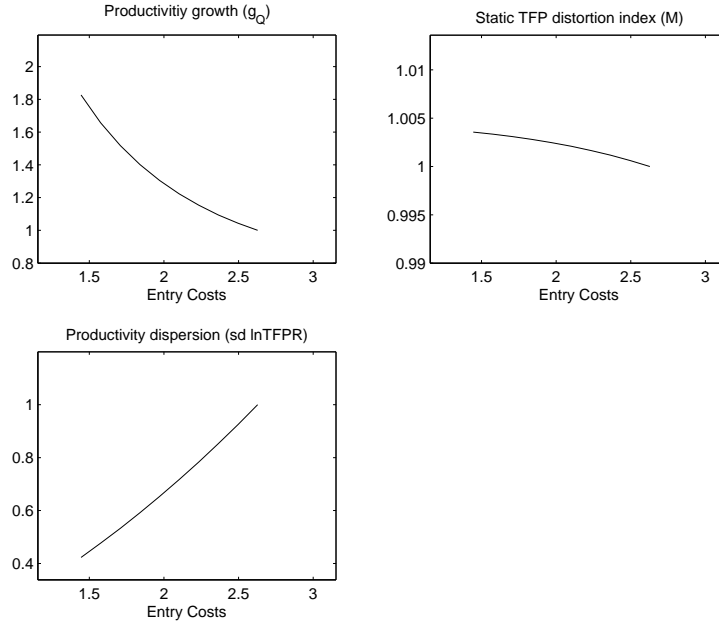 Productivitiy growth (g_Q)
2
1.8
1.6
1.4
1.2
1
0.8
1.5 2 2.5 3
Entry Costs
Static TFP distortion index (M)
1.01
1.005
1
0.995
0.99
1.5 2 2.5 3
Entry Costs
Productivity dispersion (sd lnTFPR)
1
0.8
0.6
0.4
1.5 2 2.5 3
Entry Costs